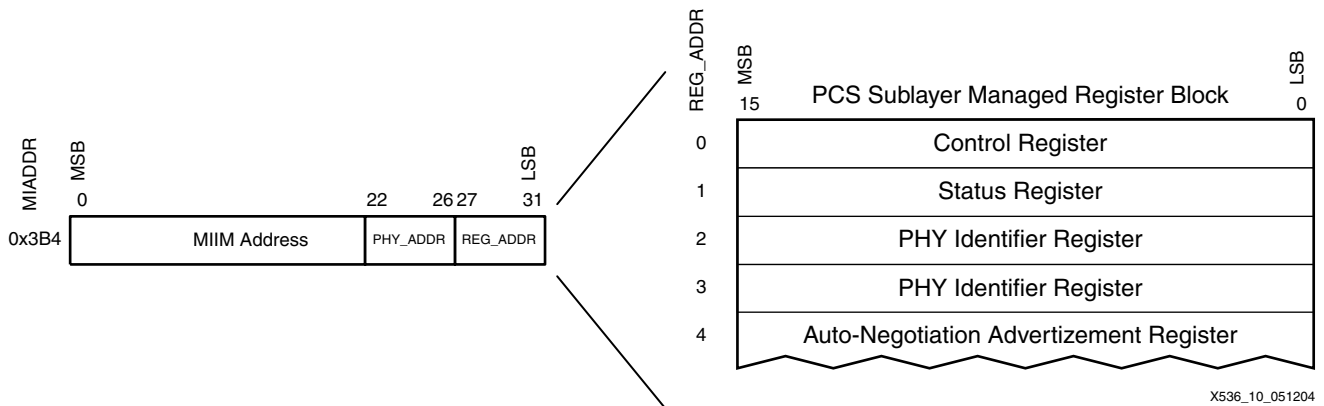 MIADDR
MSB
LSB
0 22 26 27 31
0x3B4 MIIM Address PHY_ADDR REG_ADDR
REG_ADDR
MSB
LSB
15 PCS Sublayer Managed Register Block 0
0 Control Register
1 Status Register
2 PHY Identifier Register
3 PHY Identifier Register
4 Auto-Negotiation Advertizement Register
X536_10_051204